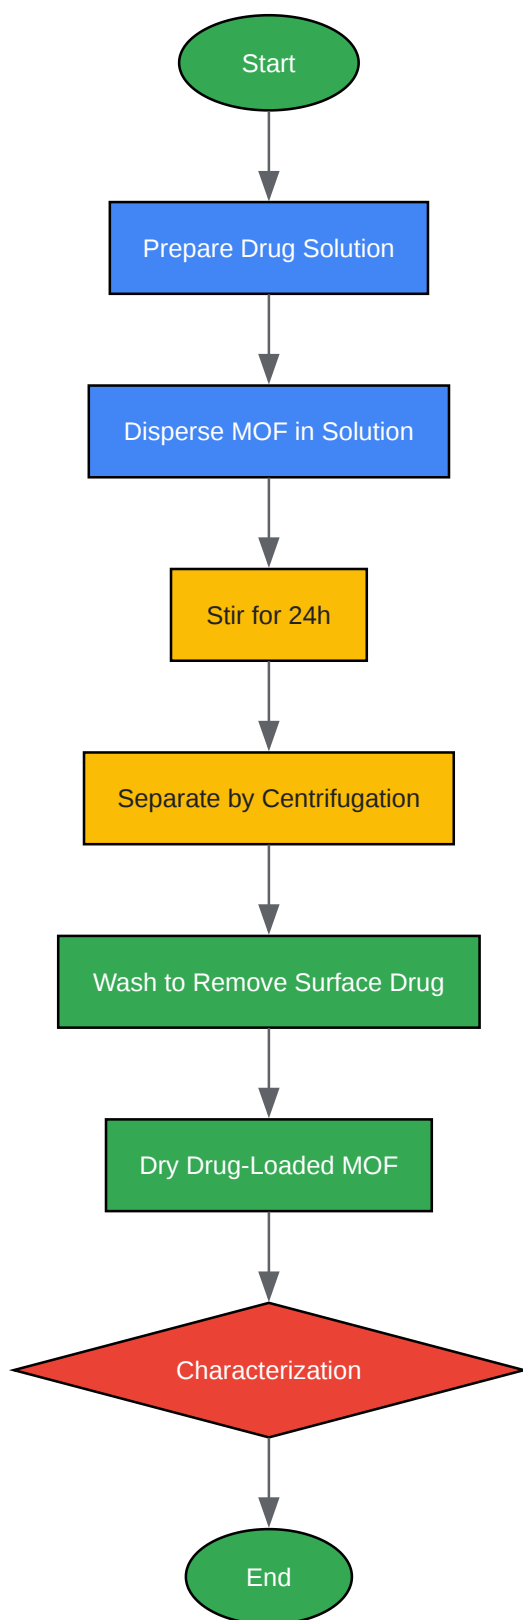 Start
Prepare Drug Solution
Disperse MOF in Solution
Stir for 24h
Separate by Centrifugation
Wash to Remove Surface Drug
Dry Drug-Loaded MOF
Characterization
End